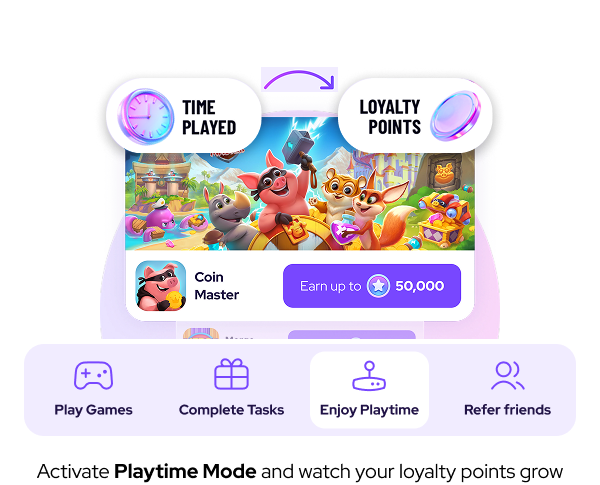 TIME
PLAYED
LOYALTY
POINTS
Coin
Master
Earn up to 50,000
Play Games
Complete Tasks
Enjoy Playtime
Refer friends
Activate Playtime Mode and watch your loyalty points grow